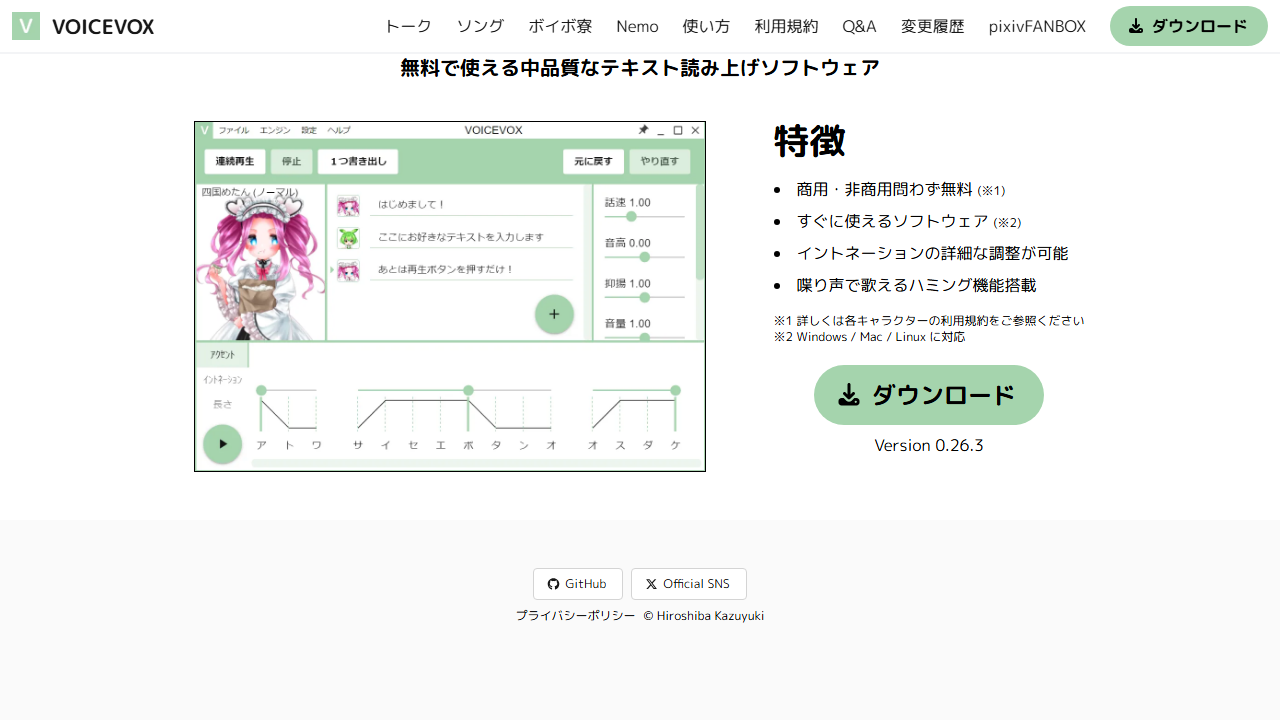 V VOICEVOX トーク ソング ボイボ寮 Nemo 使い方 利用規約 Q&A 変更履歴 pixivFANBOX ダウンロード
無料で使える中品質なテキスト読み上げソフトウェア
V ファイル エンジン 設定 ヘルプ VOICEVOX
連続再生 停止 1つ書き出し 元に戻す やり直す
四国めたん (ノーマル)
はじめまして!
ここにお好きなテキストを入力します
あとは再生ボタンを押すだけ!
話速 1.00
音高 0.00
抑揚 1.00
音量 1.00
アクセント
イントネーション
長さ
ア ト ワ サ イ セ エ ボ タ ン オ オ ス ダ ケ
特徴
• 商用・非商用問わず無料 (※1)
• すぐに使えるソフトウェア (※2)
• イントネーションの詳細な調整が可能
• 喋り声で歌えるハミング機能搭載
※1 詳しくは各キャラクターの利用規約をご参照ください
※2 Windows / Mac / Linux に対応
ダウンロード
Version 0.26.3
GitHub Official SNS
プライバシーポリシー © Hiroshiba Kazuyuki